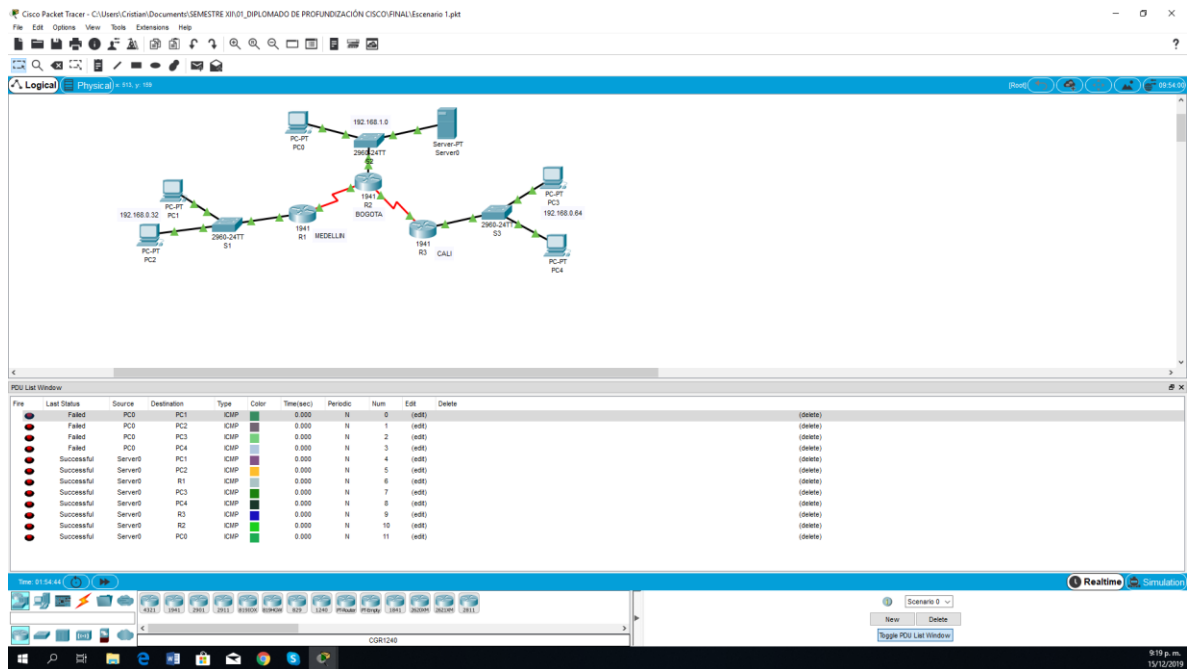 Cisco Packet Tracer - C:\Users\Cristian\Documents\SEMESTRE XII\01_DIPLOMADO DE PROFUNDIZACIÓN CISCO\FINAL\Escenario 1.pkt
File Edit Options View Tools Extensions Help
?
Logical Physical x: 513, y: 159 [Root] 09:54:00
192.168.1.0
PC-PT
PC0
2960-24TT
S2
Server-PT
Server0
1941
R2
BOGOTA
192.168.0.32
PC-PT
PC1
PC-PT
PC2
2960-24TT
S1
1941
R1
MEDELLIN
1941
R3
CALI
2960-24TT
S3
PC-PT
PC3
192.168.0.64
PC-PT
PC4
PDU List Window
Fire Last Status Source Destination Type Color Time(sec) Periodic Num Edit Delete
Failed PC0 PC1 ICMP 0.000 N 0 (edit) (delete)
Failed PC0 PC2 ICMP 0.000 N 1 (edit) (delete)
Failed PC0 PC3 ICMP 0.000 N 2 (edit) (delete)
Failed PC0 PC4 ICMP 0.000 N 3 (edit) (delete)
Successful Server0 PC1 ICMP 0.000 N 4 (edit) (delete)
Successful Server0 PC2 ICMP 0.000 N 5 (edit) (delete)
Successful Server0 R1 ICMP 0.000 N 6 (edit) (delete)
Successful Server0 PC3 ICMP 0.000 N 7 (edit) (delete)
Successful Server0 PC4 ICMP 0.000 N 8 (edit) (delete)
Successful Server0 R3 ICMP 0.000 N 9 (edit) (delete)
Successful Server0 R2 ICMP 0.000 N 10 (edit) (delete)
Successful Server0 PC0 ICMP 0.000 N 11 (edit) (delete)
Time: 01:54:44 Realtime Simulation
4321 1941 2901 2911 819IOX 819HGW 829 1240 PT-Router PT-Empty 1841 2620XM 2621XM 2811
CGR1240
Scenario 0
New Delete
Toggle PDU List Window
9:19 p. m.
15/12/2019